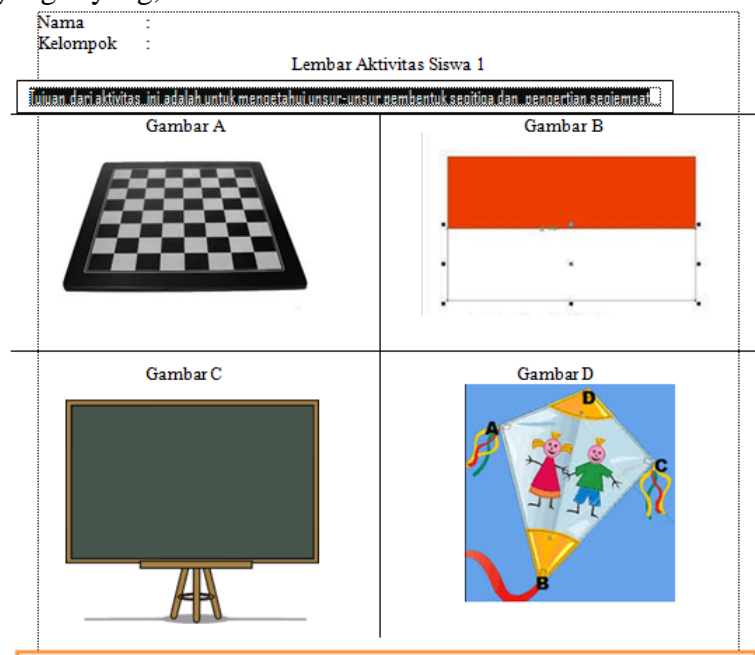 Nama :
Kelompok :
Lembar Aktivitas Siswa 1
Tujuan dari aktivitas ini adalah untuk mengetahui unsur-unsur pembentuk segitiga dan pengertian segiempat.
Gambar A
Gambar B
Gambar C
Gambar D
D
A
C
B